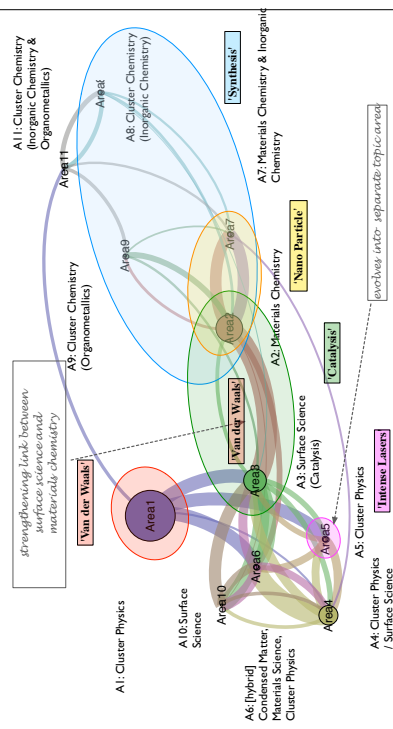 strengthening link between
surface science and
materials chemistry
evolves into separate topic area
'Van der Waals'
'Van der Waals'
'Synthesis'
'Nano Particle'
'Catalysis'
'Intense Lasers
A1: Cluster Physics
A10: Surface
Science
A6:[hybrid]
Condensed Matter,
Materials Science,
Cluster Physics
A9: Cluster Chemistry
(Organometallics)
A11: Cluster Chemistry
(Inorganic Chemistry &
Organometallics)
A8: Cluster Chemistry
(Inorganic Chemistry)
A7: Materials Chemistry & Inorganic
Chemistry
A2: Materials Chemistry
A3: Surface Science
(Catalysis)
A5: Cluster Physics
A4: Cluster Physics
/ Surface Science
Area1
Area10
Area6
Area4
Area5
Area3
Area2
Area7
Area9
Area11